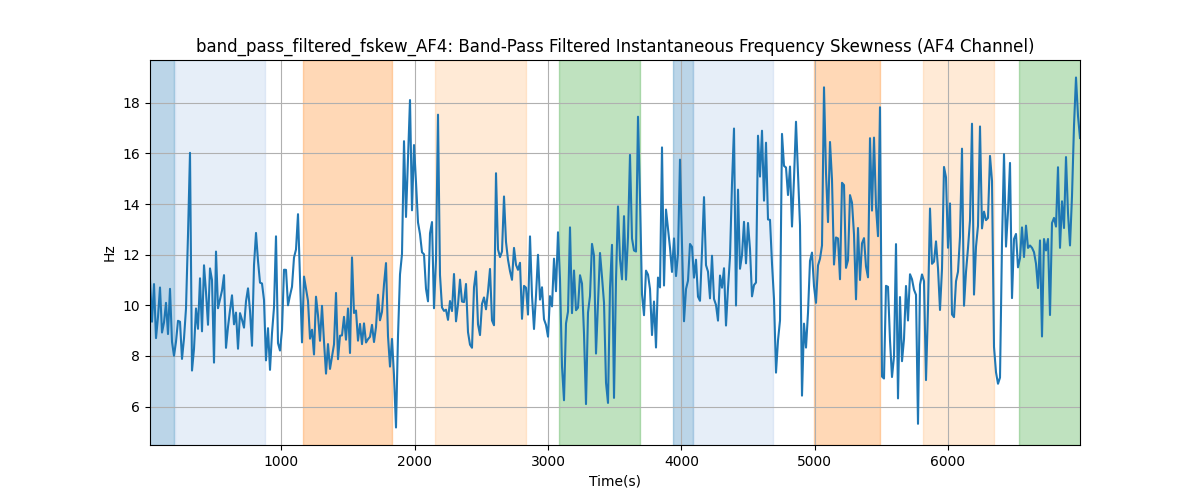 band_pass_filtered_fskew_AF4: Band-Pass Filtered Instantaneous Frequency Skewness (AF4 Channel)
18
16
14
12
10
8
6
Hz
1000 2000 3000 4000 5000 6000
Time(s)